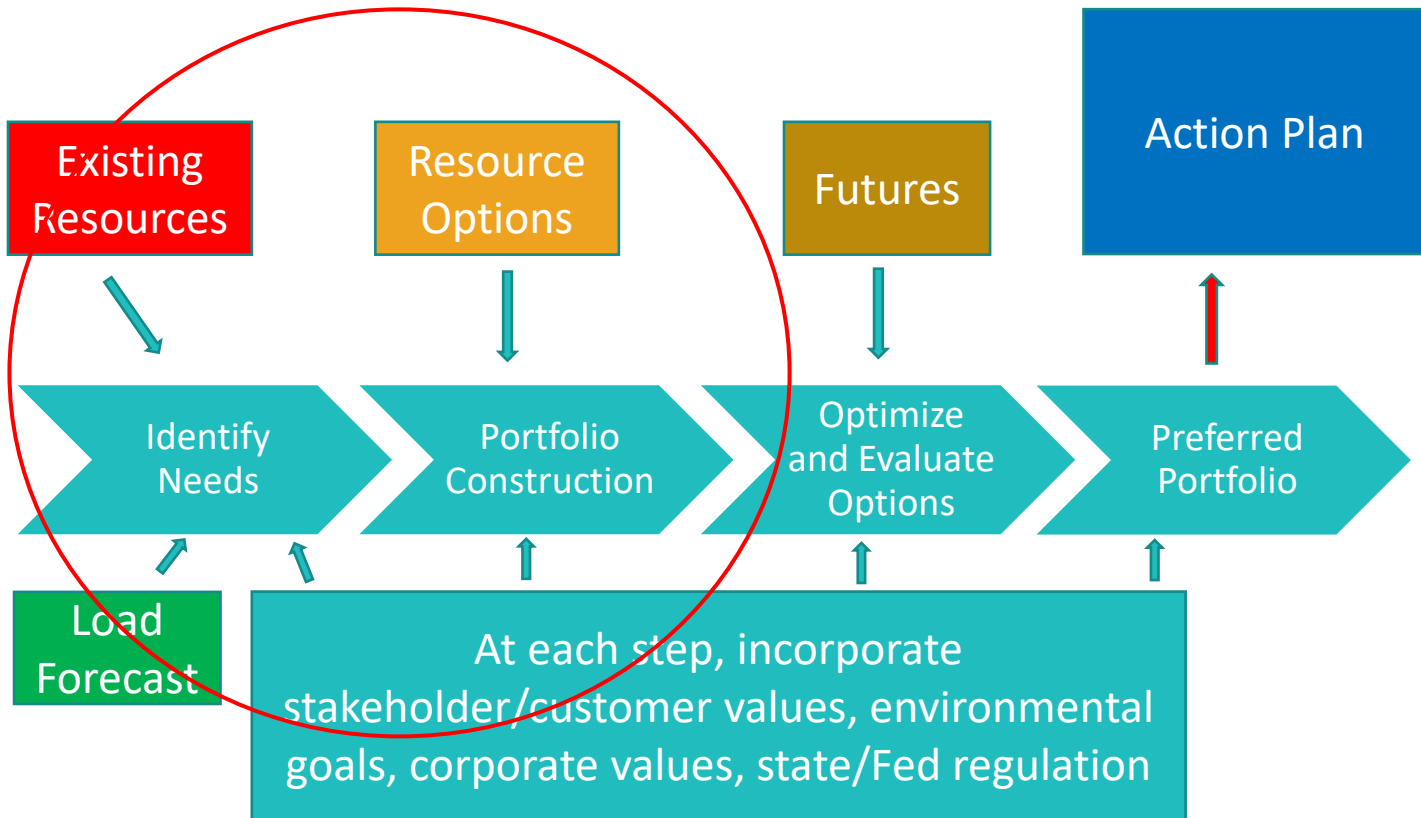 Existing
Resources
Resource
Options
Futures
Action Plan
Identify
Needs
Portfolio
Construction
Optimize
and Evaluate
Options
Preferred
Portfolio
Load
Forecast
At each step, incorporate
stakeholder/customer values, environmental
goals, corporate values, state/Fed regulation